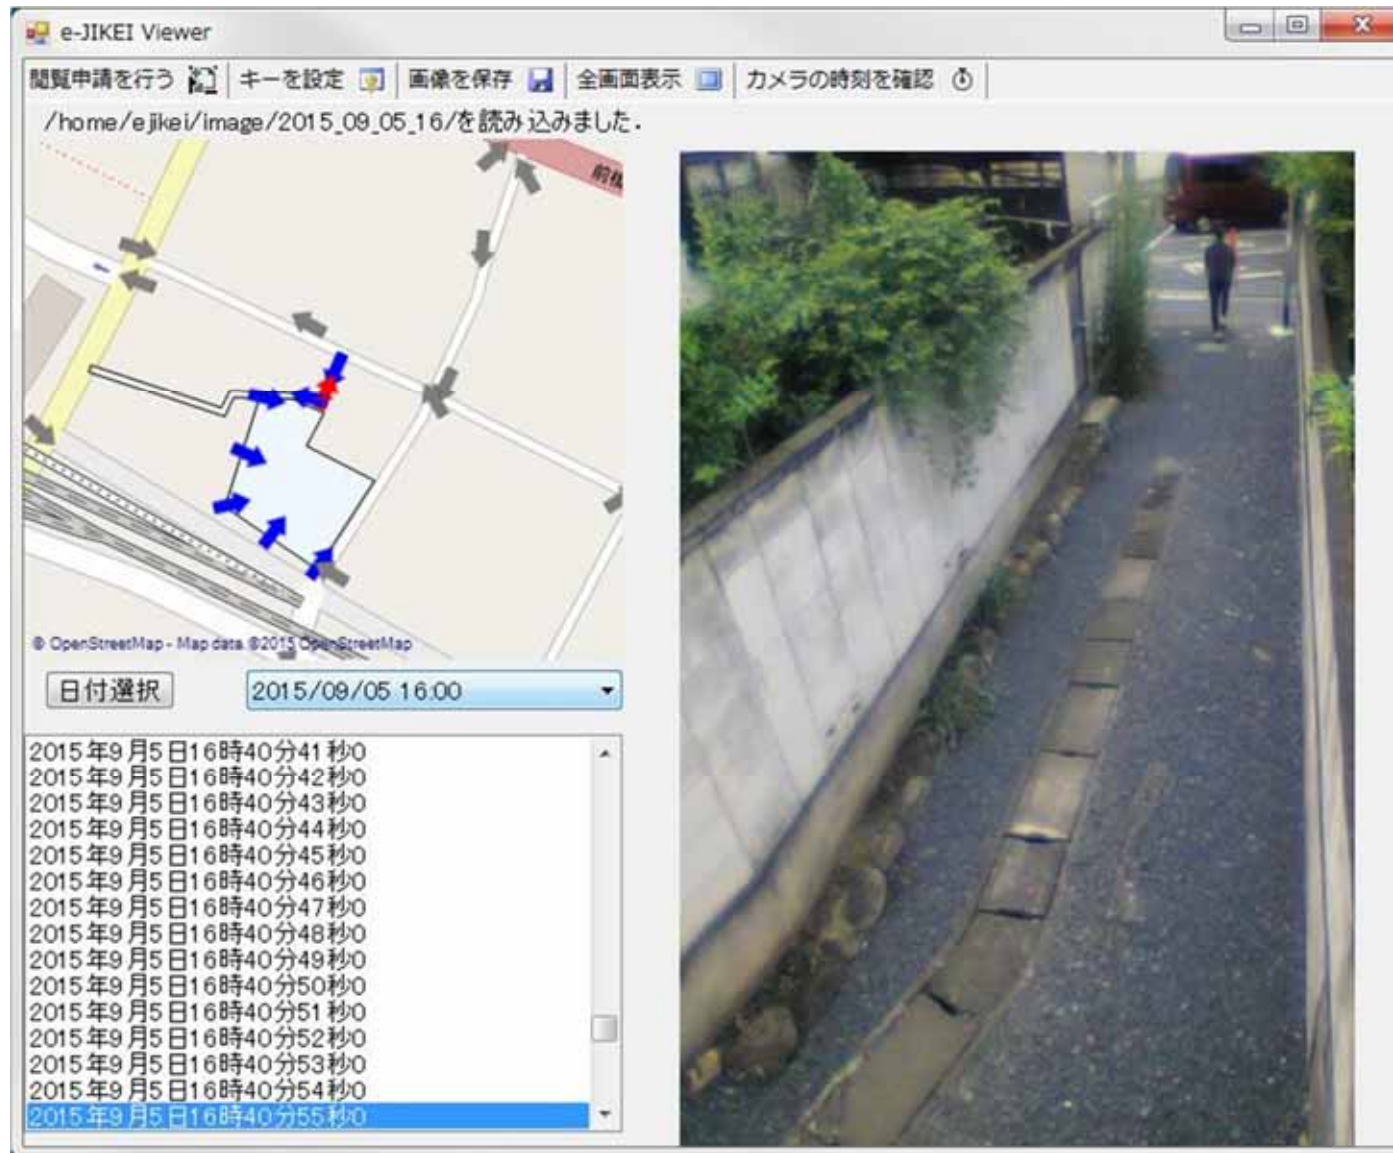 e-JIKEI Viewer
閲覧申請を行う キーを設定 画像を保存 全画面表示 カメラの時刻を確認
/home/ejikei/image/2015_09_05_16/を読み込みました.
前橋
© OpenStreetMap - Map data ©2015 OpenStreetMap
日付選択 2015/09/05 16:00
2015年9月5日16時40分41秒0
2015年9月5日16時40分42秒0
2015年9月5日16時40分43秒0
2015年9月5日16時40分44秒0
2015年9月5日16時40分45秒0
2015年9月5日16時40分46秒0
2015年9月5日16時40分47秒0
2015年9月5日16時40分48秒0
2015年9月5日16時40分49秒0
2015年9月5日16時40分50秒0
2015年9月5日16時40分51秒0
2015年9月5日16時40分52秒0
2015年9月5日16時40分53秒0
2015年9月5日16時40分54秒0
2015年9月5日16時40分55秒0